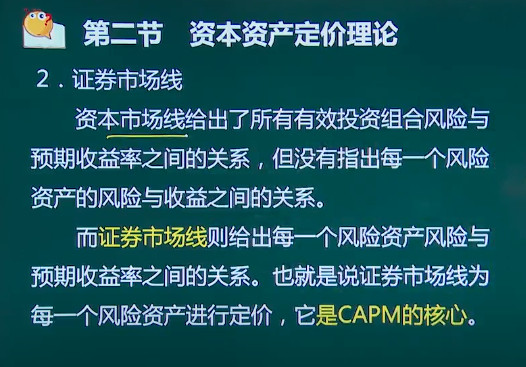 第二节 资本资产定价理论
2．证券市场线
资本市场线给出了所有有效投资组合风险与
预期收益率之间的关系，但没有指出每一个风险
资产的风险与收益之间的关系。
而证券市场线则给出每一个风险资产风险与
预期收益率之间的关系。也就是说证券市场线为
每一个风险资产进行定价，它是CAPM的核心。